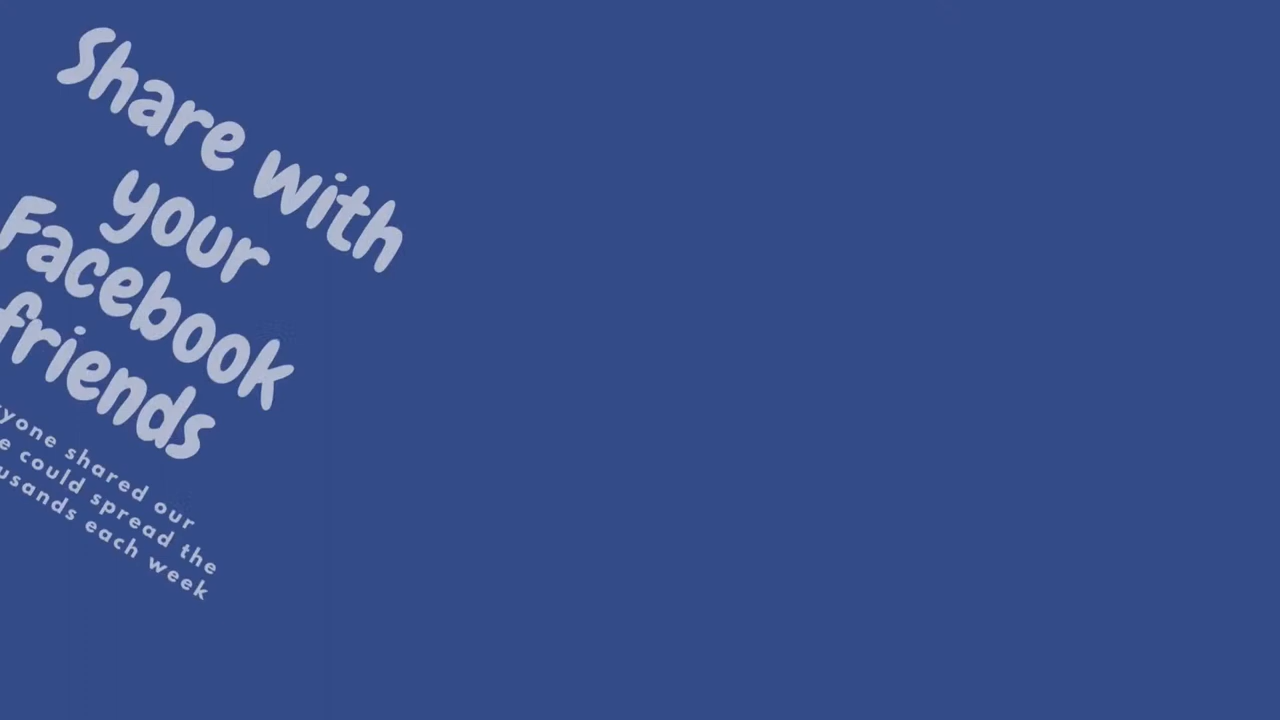 Share with
your
Facebook
friends
shared our
could spread the
each week